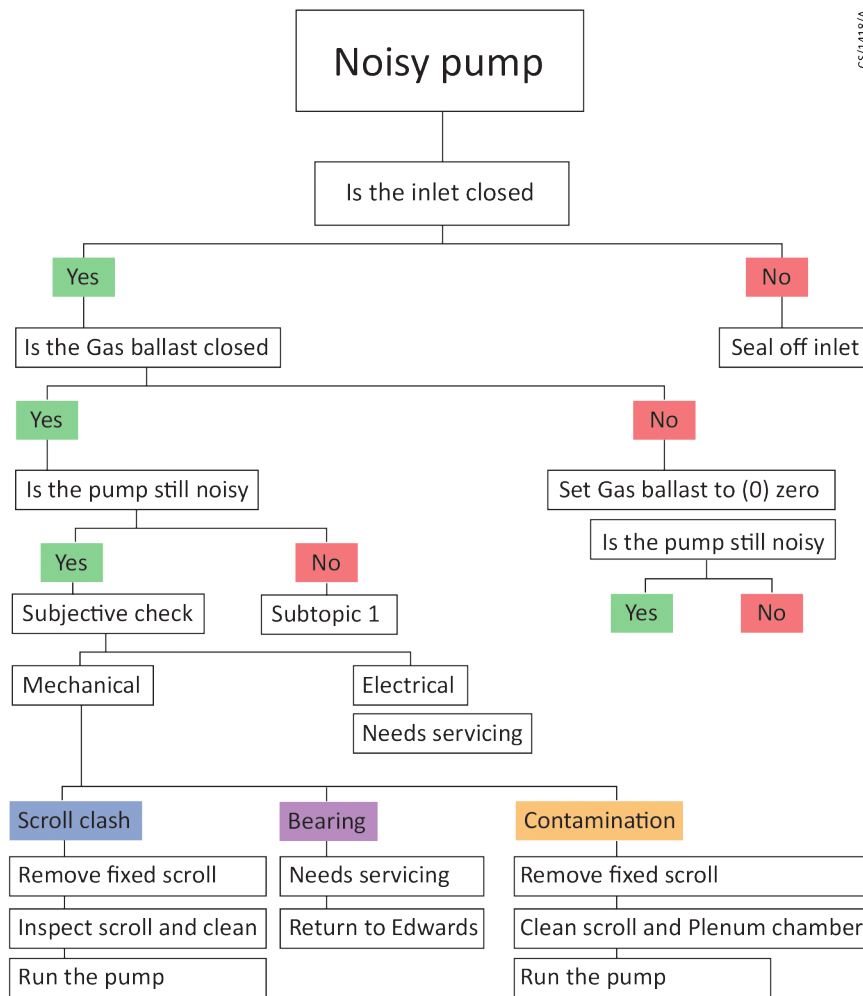 GS/1418/A
Noisy pump
Is the inlet closed
Yes
No
Is the Gas ballast closed
Seal off inlet
Yes
No
Is the pump still noisy
Set Gas ballast to (0) zero
Is the pump still noisy
Yes
No
Yes
No
Subjective check
Subtopic 1
Mechanical
Electrical
Needs servicing
Scroll clash
Bearing
Contamination
Remove fixed scroll
Needs servicing
Remove fixed scroll
Inspect scroll and clean
Return to Edwards
Clean scroll and Plenum chamber
Run the pump
Run the pump